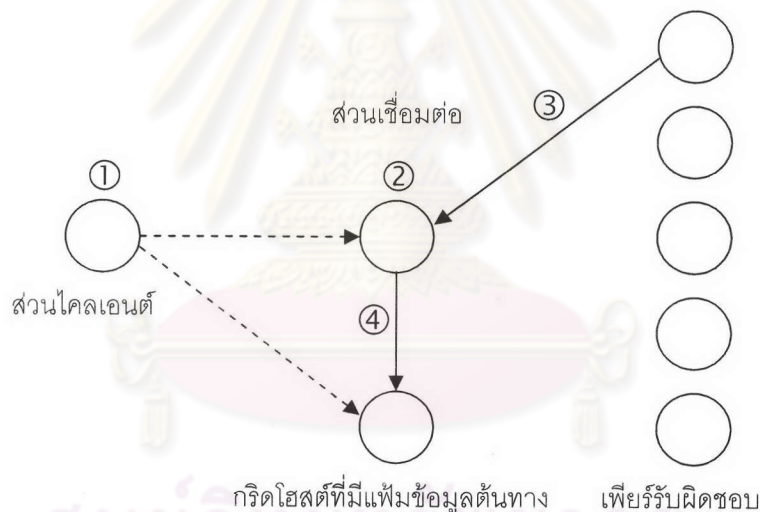 ส่วนเชื่อมต่อ
③
①
②
ส่วนไคลเอนต์
④
กริดโฮสต์ที่มีแฟ้มข้อมูลต้นทาง
เพียร์รับผิดชอบ